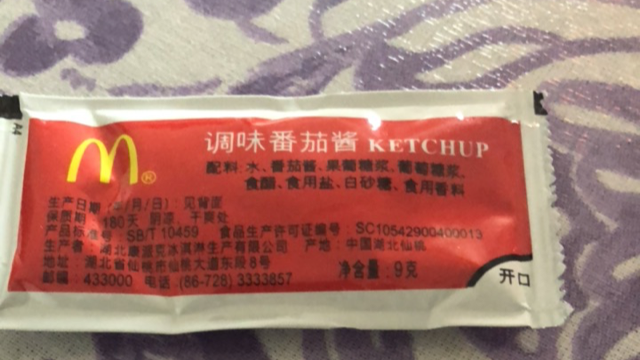 调味番茄酱 KETCHUP
配料:水、番茄酱、果葡糖浆、葡萄糖浆、
食醋、食用盐、白砂糖、食用香料
生产日期(年/月/日):见背面
保质期:180天 阴凉、干爽处
产品标准号:SB/T 10459 食品生产许可证编号:SC10542900400013
生产者:湖北康派克冰淇淋生产有限公司 产地:中国湖北仙桃
地址:湖北省仙桃市仙桃大道东段8号
邮编:433000 电话:(86-728) 3333857
净含量:9克
开口